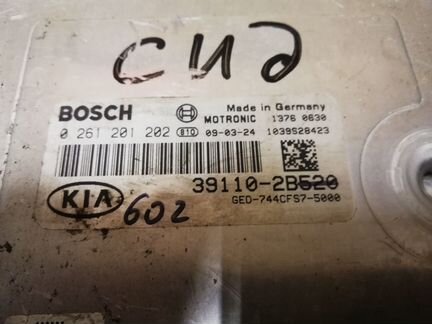 сид
BOSCH Made in Germany
MOTRONIC 1376 0630
0 261 201 202 810 09-03-24 1039S28423
39110-2B520
KIA 602 GED-744CFS7-5000